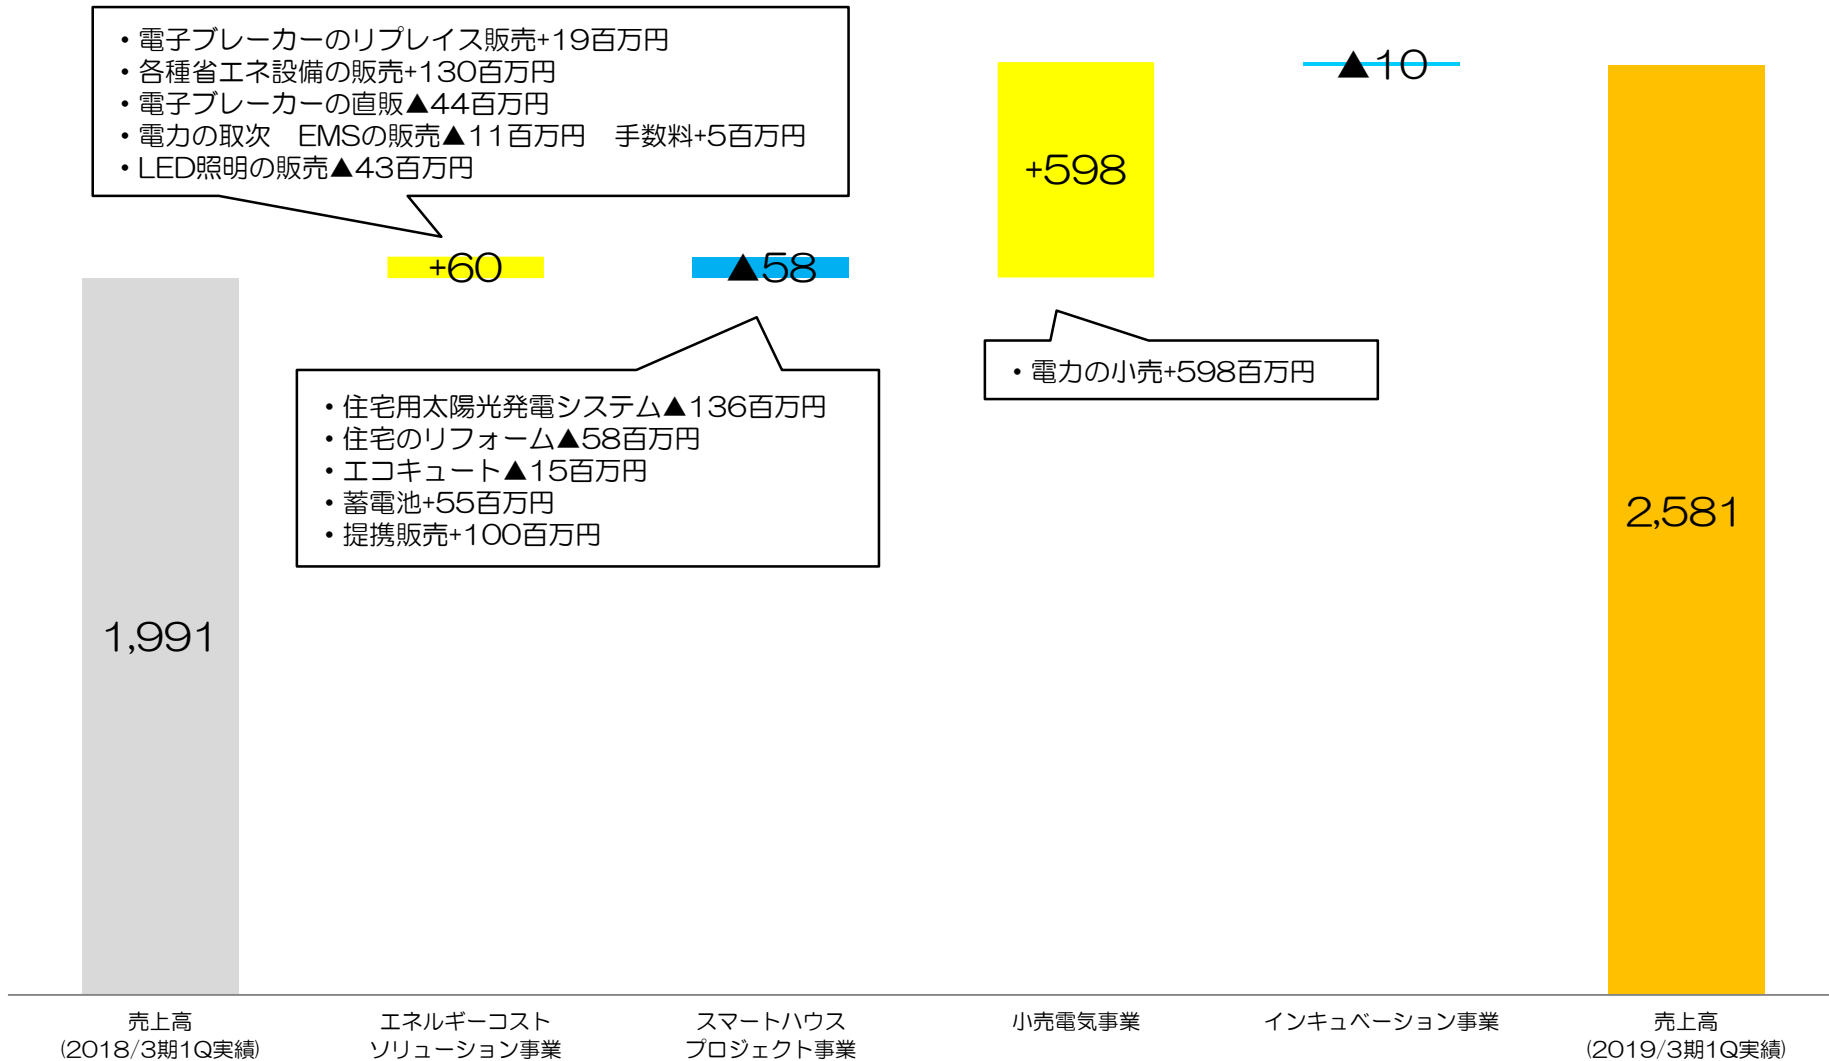 ・電子ブレーカーのリプレイス販売+19百万円
・各種省エネ設備の販売+130百万円
・電子ブレーカーの直販▲44百万円
・電力の取次　EMSの販売▲11百万円　手数料+5百万円
・LED照明の販売▲43百万円
+60
▲58
+598
▲10
・電力の小売+598百万円
・住宅用太陽光発電システム▲136百万円
・住宅のリフォーム▲58百万円
・エコキュート▲15百万円
・蓄電池+55百万円
・提携販売+100百万円
1,991
2,581
売上高
(2018/3期1Q実績)
エネルギーコスト
ソリューション事業
スマートハウス
プロジェクト事業
小売電気事業
インキュベーション事業
売上高
(2019/3期1Q実績)